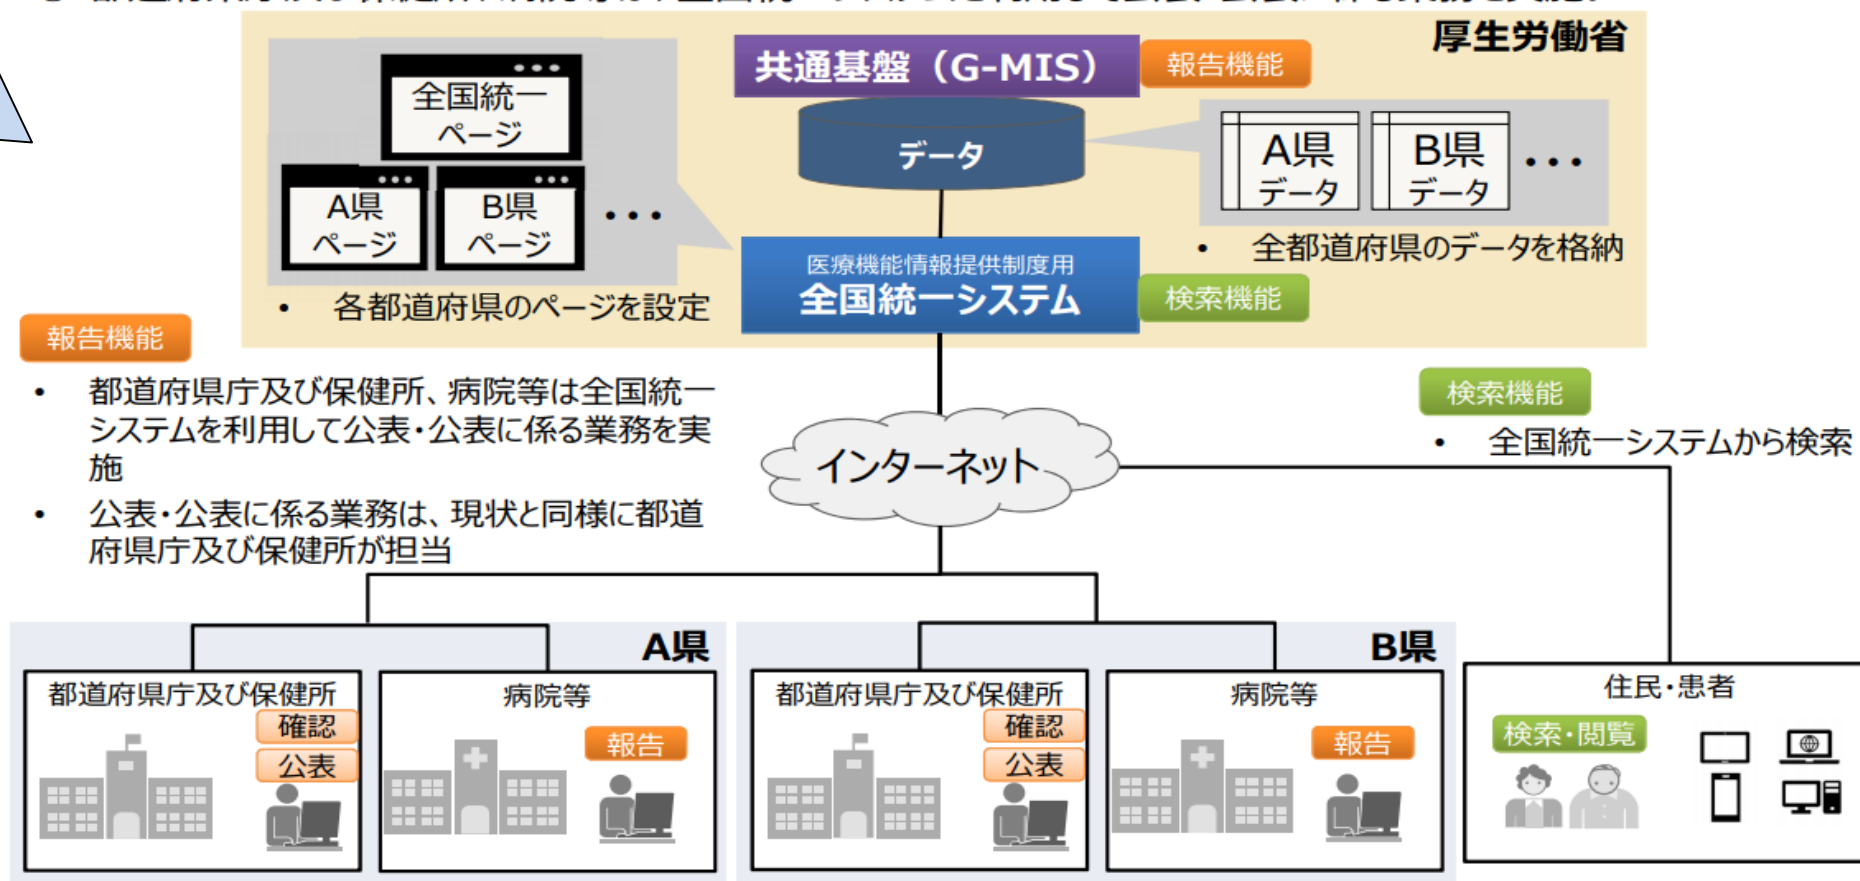 厚生労働省
共通基盤（G-MIS）
報告機能
全国統一
ページ
A県
ページ
B県
ページ
・・・
• 各都道府県のページを設定
データ
A県
データ
B県
データ
・・・
• 全都道府県のデータを格納
医療機能情報提供制度用
全国統一システム
検索機能
報告機能
• 都道府県庁及び保健所、病院等は全国統一
システムを利用して公表・公表に係る業務を実
施
• 公表・公表に係る業務は、現状と同様に都道
府県庁及び保健所が担当
検索機能
• 全国統一システムから検索
インターネット
A県
都道府県庁及び保健所
確認
公表
病院等
報告
B県
都道府県庁及び保健所
確認
公表
病院等
報告
住民・患者
検索・閲覧